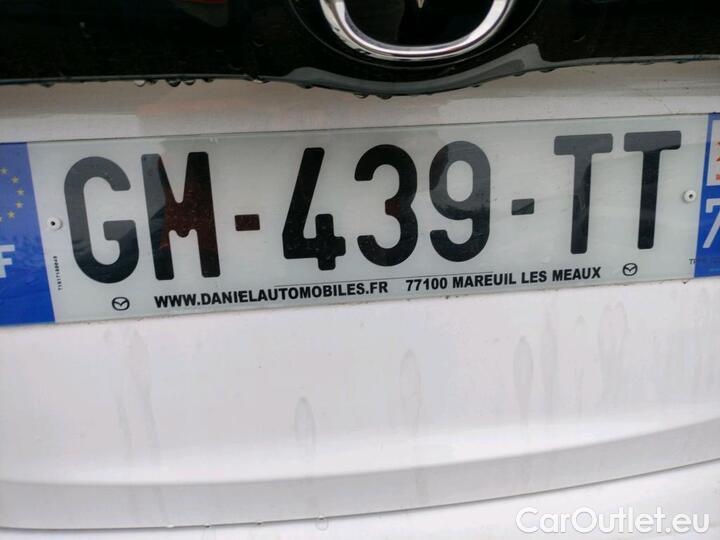 F
GM-439-TT
7
WWW.DANIELAUTOMOBILES.FR 77100 MAREUIL LES MEAUX
CarOutlet.eu